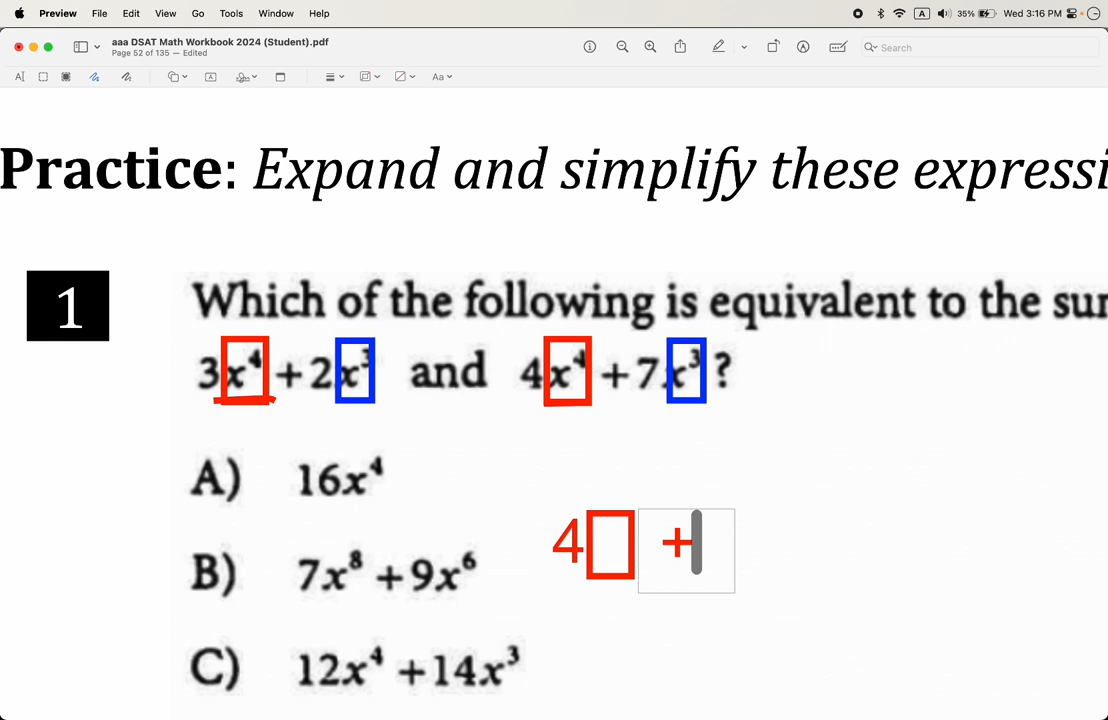 Preview File Edit View Go Tools Window Help A 35% Wed 3:16 PM
aaa DSAT Math Workbook 2024 (Student).pdf
Page 52 of 135 — Edited
Search
Practice: Expand and simplify these expressi
1 Which of the following is equivalent to the sum
3x⁴ + 2x³ and 4x⁴ + 7x³ ?
A) 16x⁴
4 +
B) 7x⁸ + 9x⁶
C) 12x⁴ + 14x³